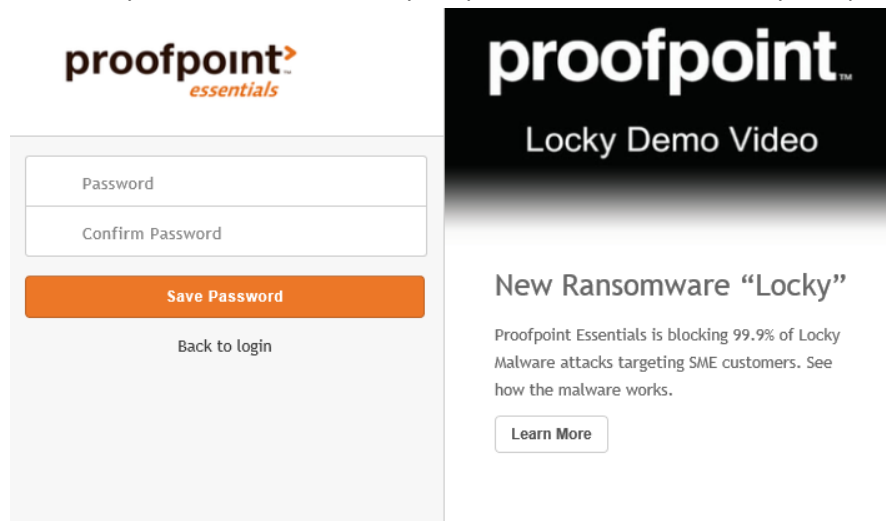 proofpoint
essentials
Password
Confirm Password
Save Password
Back to login
proofpoint™
Locky Demo Video
New Ransomware “Locky”
Proofpoint Essentials is blocking 99.9% of Locky
Malware attacks targeting SME customers. See
how the malware works.
Learn More